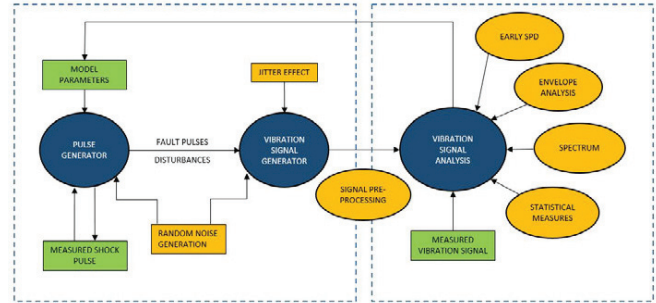 MODEL
PARAMETERS
JITTER EFFECT
EARLY SPD
ENVELOPE
ANALYSIS
PULSE
GENERATOR
FAULT PULSES
DISTURBANCES
VIBRATION
SIGNAL
GENERATOR
VIBRATION
SIGNAL
ANALYSIS
SPECTRUM
SIGNAL PRE-
PROCESSING
STATISTICAL
MEASURES
MEASURED SHOCK
PULSE
RANDOM NOISE
GENERATION
MEASURED
VIBRATION SIGNAL